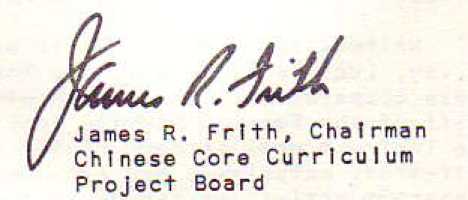 James R. Frith
James R. Frith, Chairman
Chinese Core Curriculum
Project Board